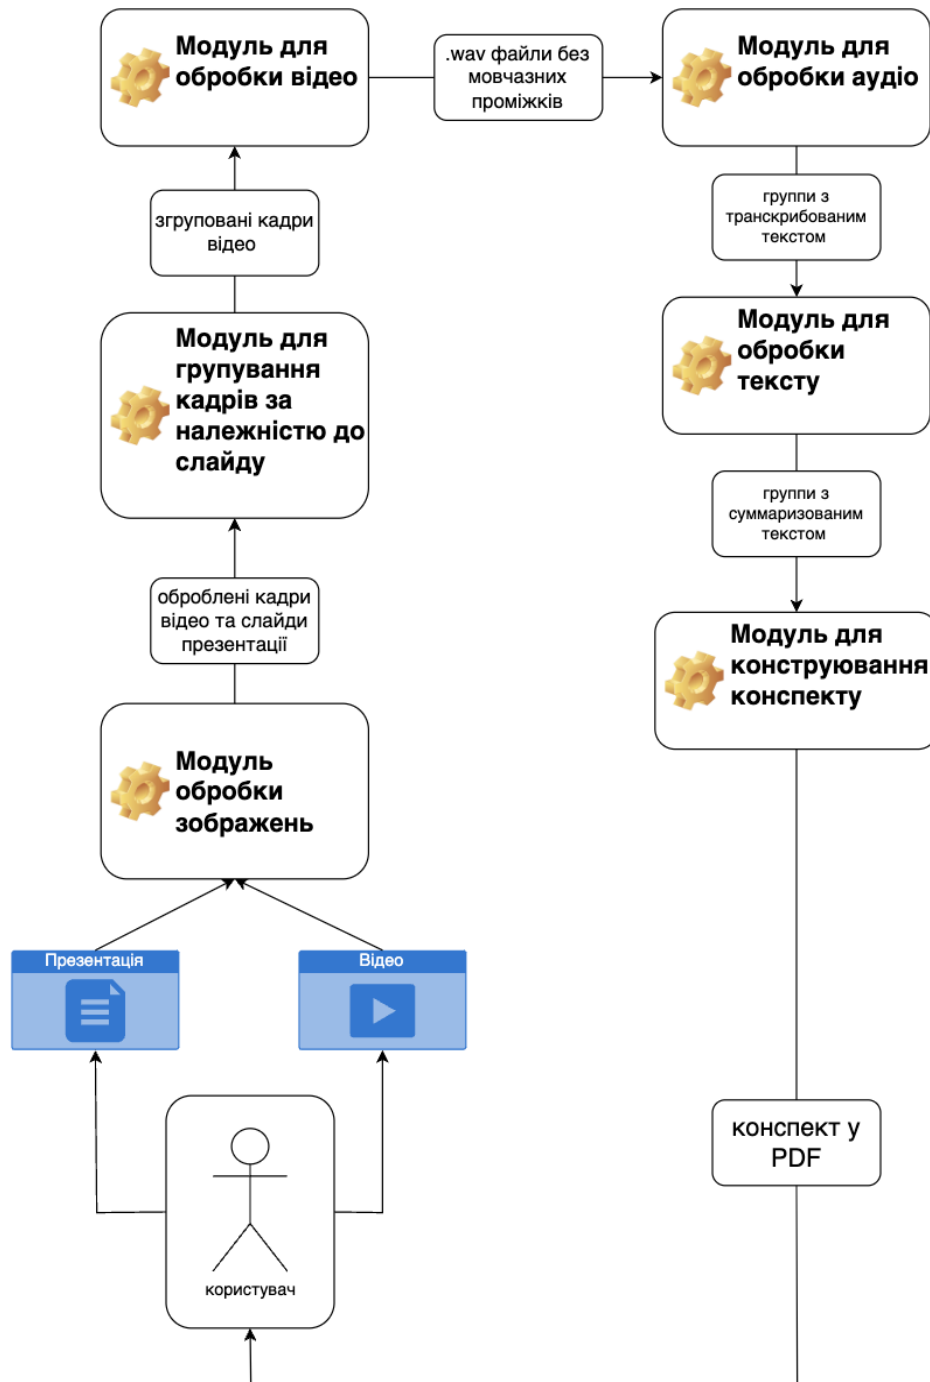 Модуль для
обробки відео
.wav файли без
мовчазних
проміжків
Модуль для
обробки аудіо
згруповані кадри
відео
группи з
транскрибованим
текстом
Модуль для
групування
кадрів за
належністю до
слайду
Модуль для
обробки
тексту
группи з
суммаризованим
текстом
оброблені кадри
відео та слайди
презентації
Модуль для
конструювання
конспекту
Модуль
обробки
зображень
Презентація
Відео
конспект у
PDF
користувач